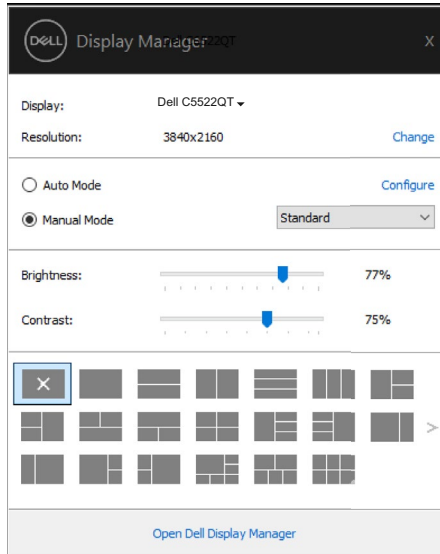 DELL Display Manager
Display: Dell C5522QT
Resolution: 3840x2160 Change
Auto Mode Configure
Manual Mode Standard
Brightness: 77%
Contrast: 75%
Open Dell Display Manager